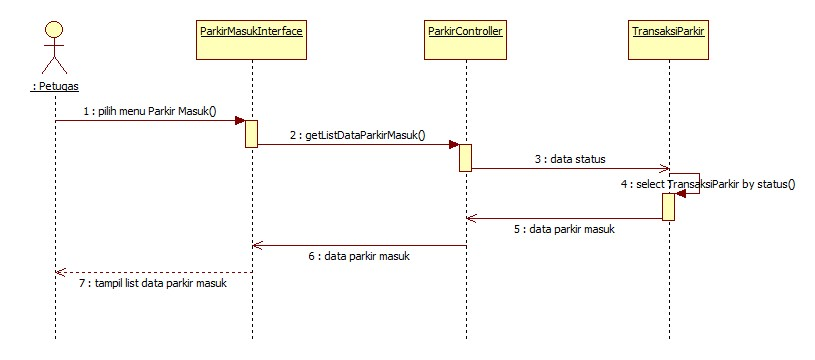 ParkirMasukInterface
ParkirController
TransaksiParkir
: Petugas
1 : pilih menu Parkir Masuk()
2 : getListDataParkirMasuk()
3 : data status
4 : select TransaksiParkir by status()
5 : data parkir masuk
6 : data parkir masuk
7 : tampil list data parkir masuk